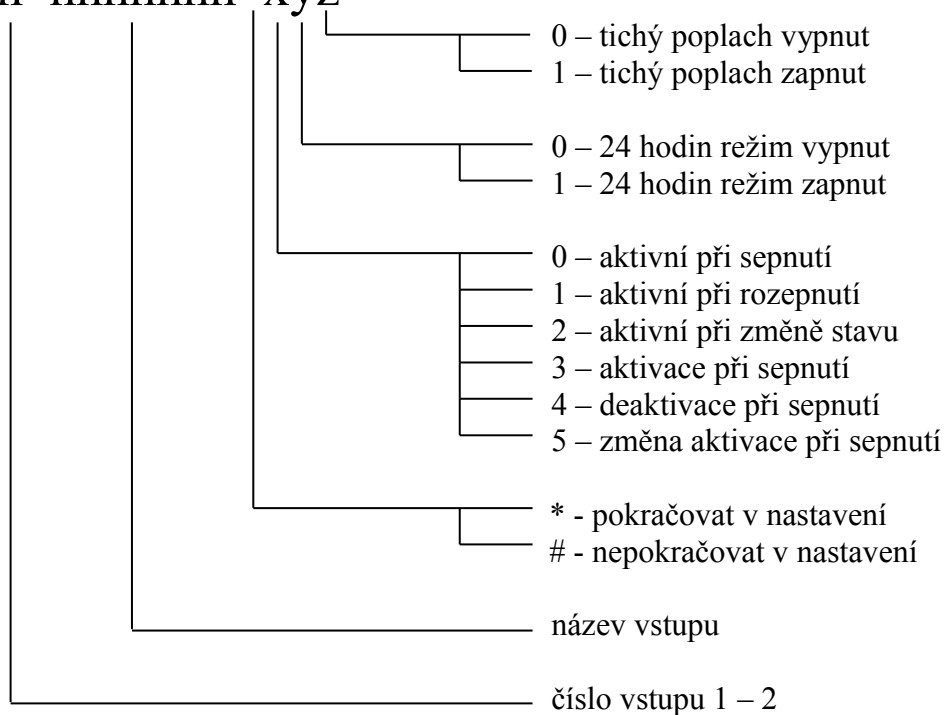 xyz
0 – tichý poplach vypnut
1 – tichý poplach zapnut
0 – 24 hodin režim vypnut
1 – 24 hodin režim zapnut
0 – aktivní při sepnutí
1 – aktivní při rozepnutí
2 – aktivní při změně stavu
3 – aktivace při sepnutí
4 – deaktivace při sepnutí
5 – změna aktivace při sepnutí
* - pokračovat v nastavení
# - nepokračovat v nastavení
název vstupu
číslo vstupu 1 – 2